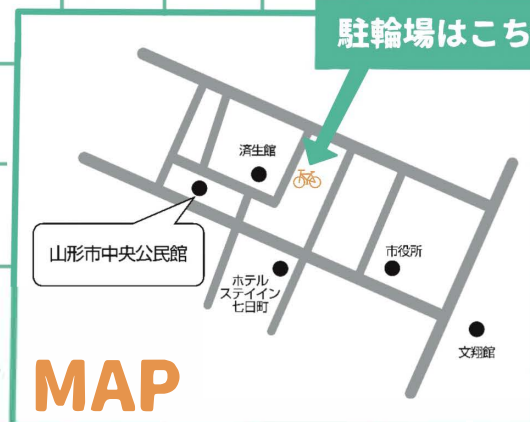 駐輪場はこち
済生館
山形市中央公民館
市役所
ホテル
ステイイン
七日町
文翔館
MAP